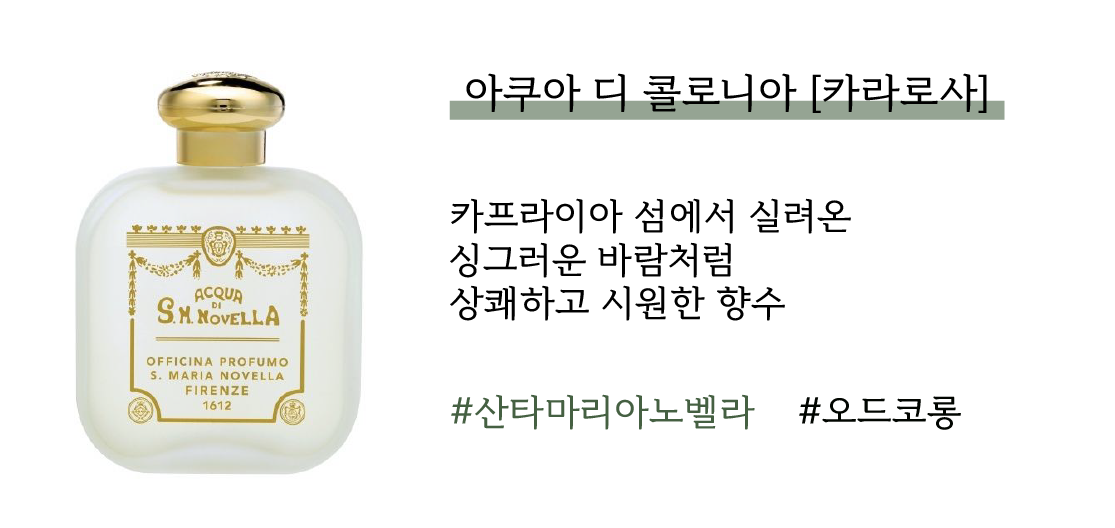 아쿠아 디 콜로니아 [카라로사]
카프라이아 섬에서 실려온
싱그러운 바람처럼
상쾌하고 시원한 향수
#산타마리아노벨라 #오드코롱
ACQUA
DI
S.M. NOVELLA
OFFICINA PROFUMO
S. MARIA NOVELLA
FIRENZE
1612